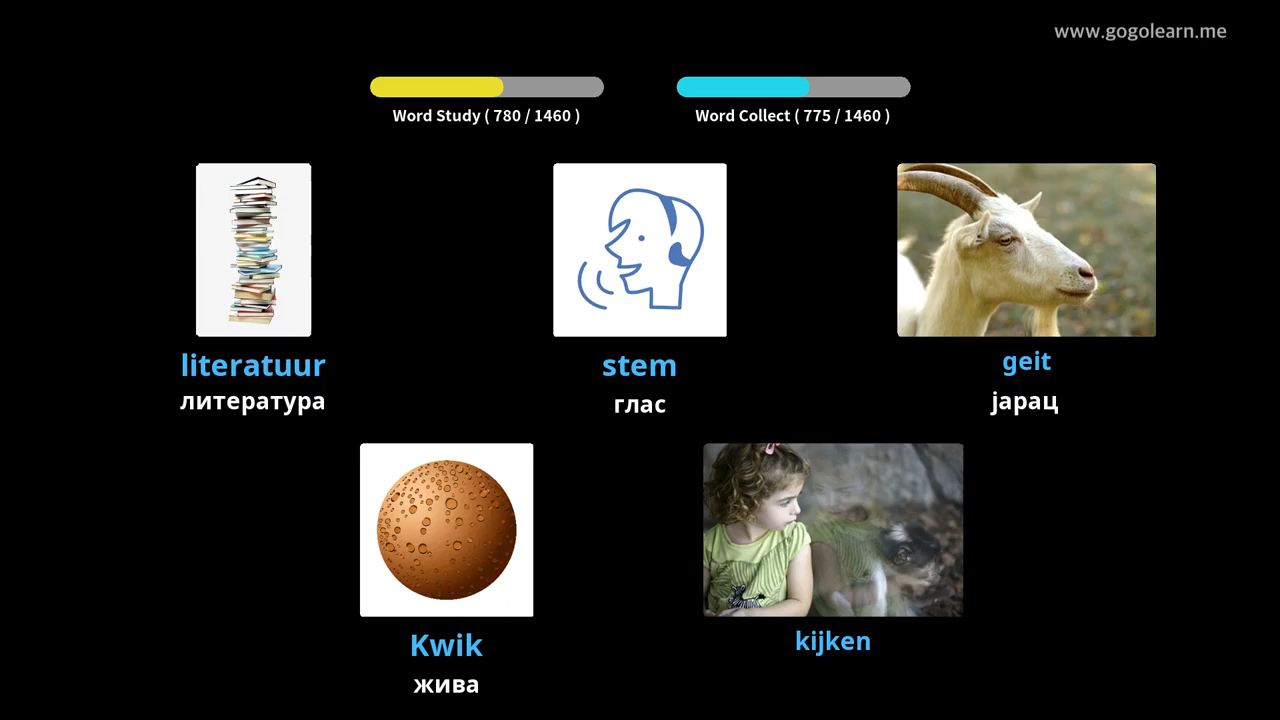 www.gogolearn.me
Word Study ( 780 / 1460 )
Word Collect ( 775 / 1460 )
literatuur
литература
stem
глас
geit
јарац
Kwik
жива
kijken